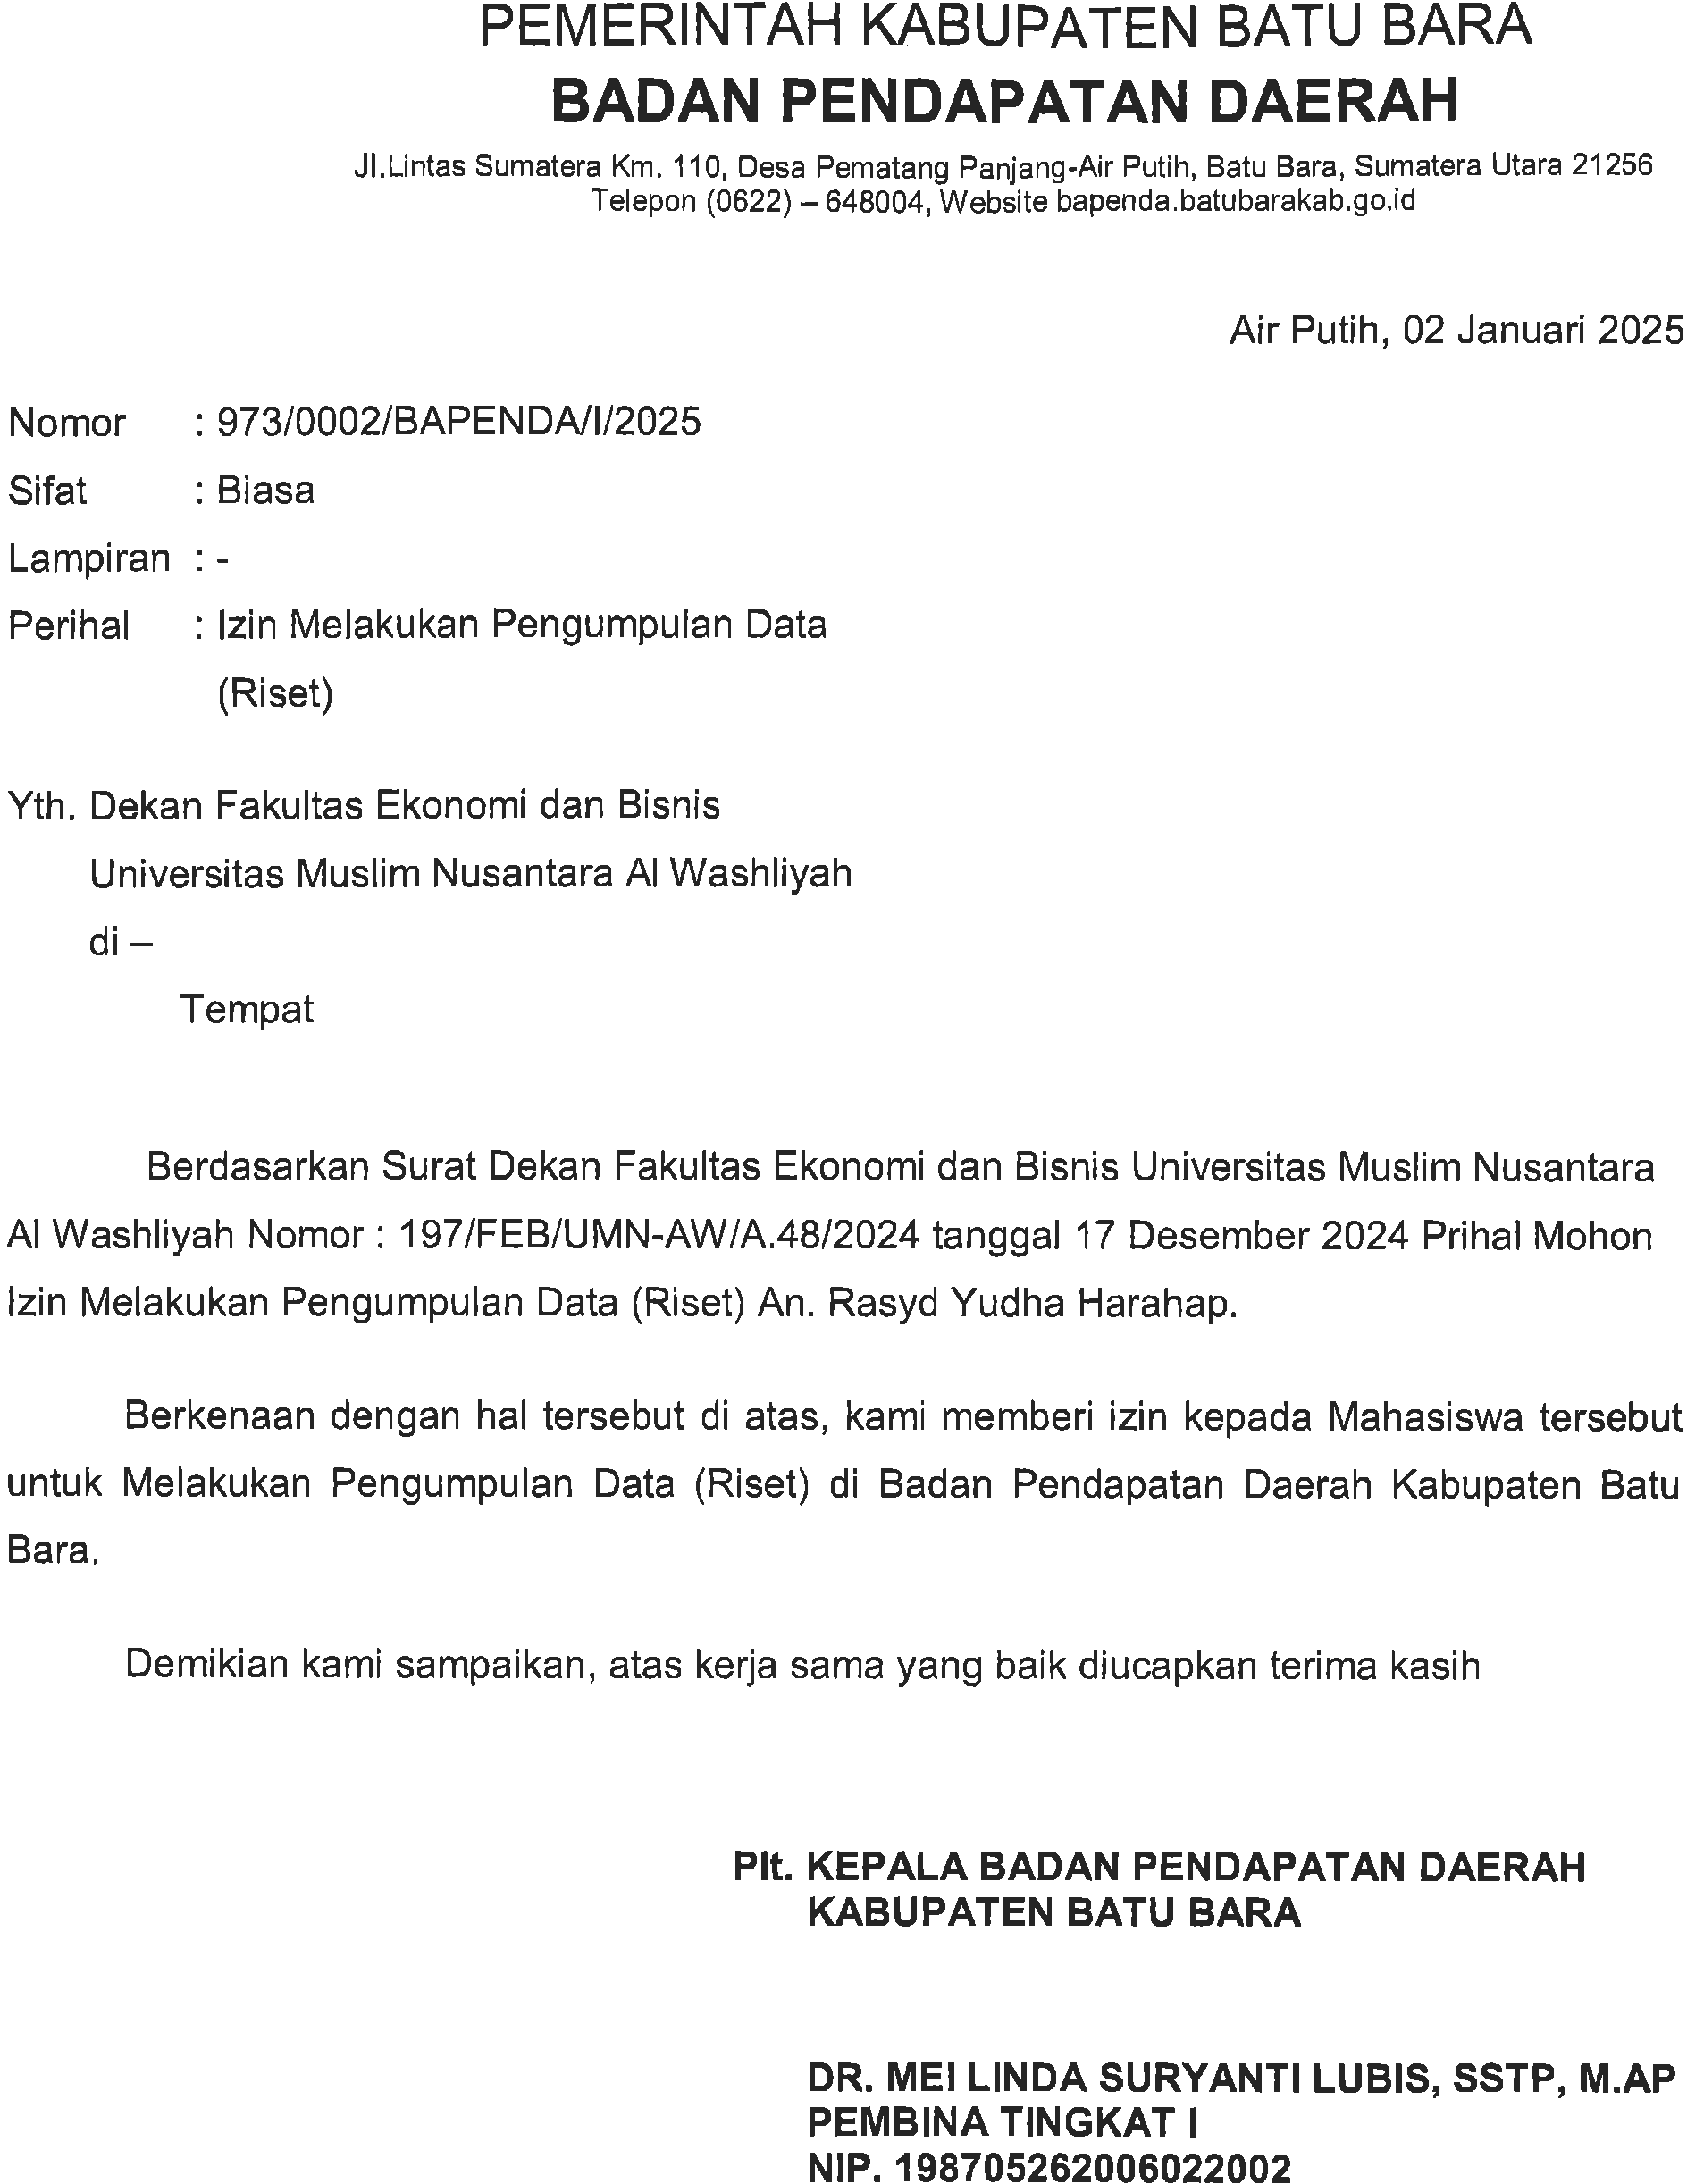 PEMERINTAH KABUPATEN BATU BARA
BADAN PENDAPATAN DAERAH
Jl.Lintas Sumatera Km. 110, Desa Pematang Panjang-Air Putih, Batu Bara, Sumatera Utara 21256
Telepon (0622) – 648004, Website bapenda.batubarakab.go.id
Air Putih, 02 Januari 2025
Nomor : 973/0002/BAPENDA/I/2025
Sifat : Biasa
Lampiran : -
Perihal : Izin Melakukan Pengumpulan Data
(Riset)
Yth. Dekan Fakultas Ekonomi dan Bisnis
Universitas Muslim Nusantara Al Washliyah
di –
Tempat
Berdasarkan Surat Dekan Fakultas Ekonomi dan Bisnis Universitas Muslim Nusantara
Al Washliyah Nomor : 197/FEB/UMN-AW/A.48/2024 tanggal 17 Desember 2024 Prihal Mohon
Izin Melakukan Pengumpulan Data (Riset) An. Rasyd Yudha Harahap.
Berkenaan dengan hal tersebut di atas, kami memberi izin kepada Mahasiswa tersebut
untuk Melakukan Pengumpulan Data (Riset) di Badan Pendapatan Daerah Kabupaten Batu
Bara.
Demikian kami sampaikan, atas kerja sama yang baik diucapkan terima kasih
Plt. KEPALA BADAN PENDAPATAN DAERAH
KABUPATEN BATU BARA
DR. MEI LINDA SURYANTI LUBIS, SSTP, M.AP
PEMBINA TINGKAT I
NIP. 198705262006022002